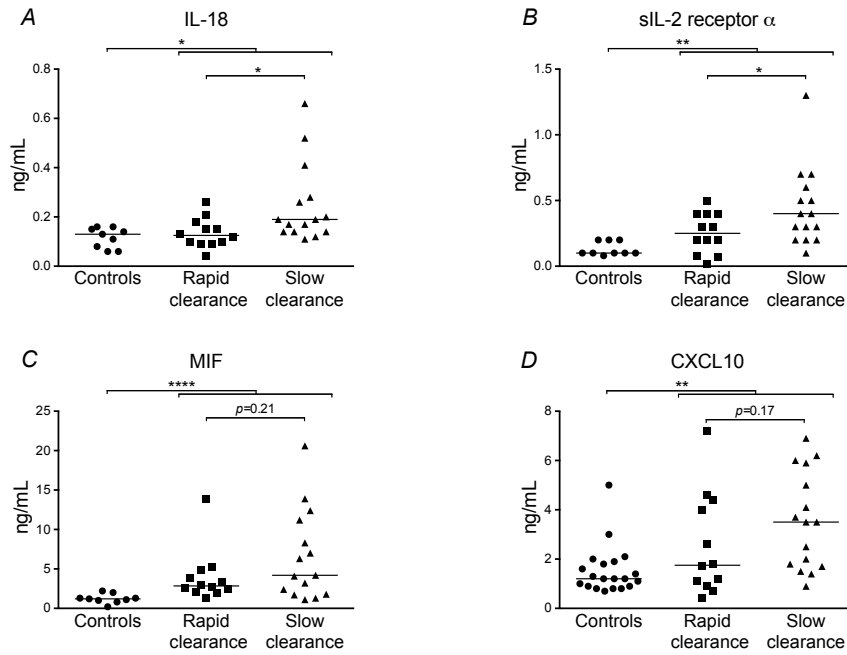 A IL-18
*
*
0.8
0.6
0.4
0.2
0.0
ng/mL
Controls Rapid clearance Slow clearance
B sIL-2 receptor α
**
*
1.5
1.0
0.5
0.0
ng/mL
Controls Rapid clearance Slow clearance
C MIF
****
p=0.21
25
20
15
10
5
0
ng/mL
Controls Rapid clearance Slow clearance
D CXCL10
**
p=0.17
8
6
4
2
0
ng/mL
Controls Rapid clearance Slow clearance